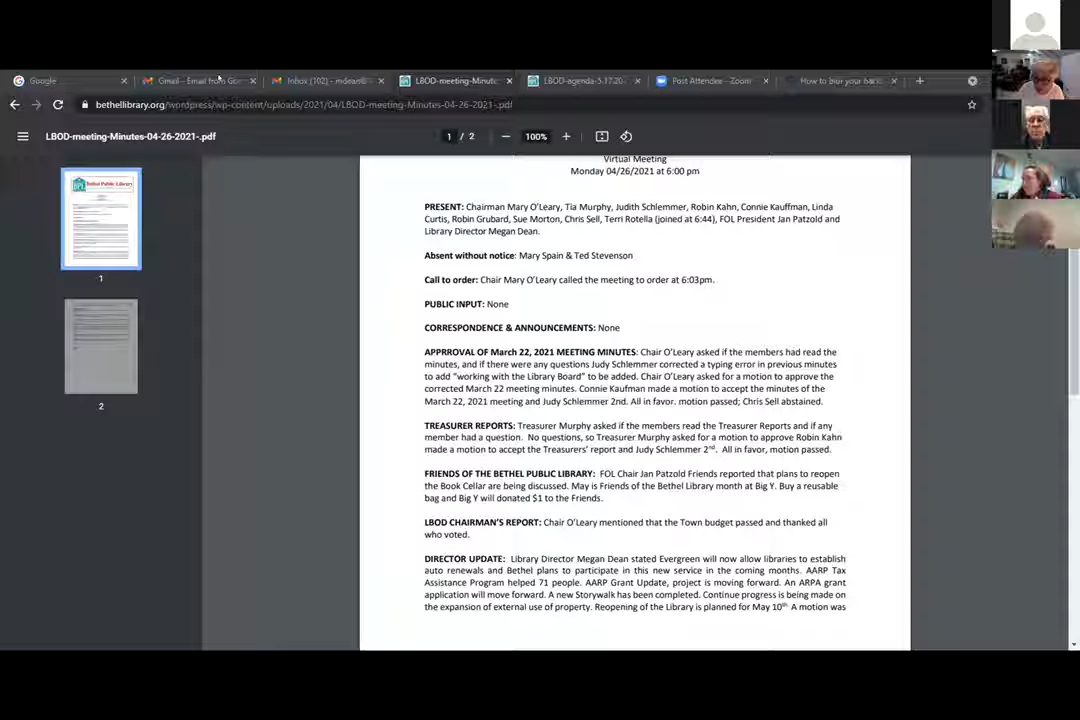 Google
Gmail - Email from Go
Inbox (102) - mdean@
LBOD-meeting-Minute
LBOD-agenda-5.17.20
Post Attendee - Zoom
How to blur your back
bethellibrary.org/wordpress/wp-content/uploads/2021/04/LBOD-meeting-Minutes-04-26-2021-.pdf
LBOD-meeting-Minutes-04-26-2021-.pdf
1 / 2
100%
Bethel Public Library
1
2
Virtual Meeting
Monday 04/26/2021 at 6:00 pm
PRESENT: Chairman Mary O'Leary, Tia Murphy, Judith Schlemmer, Robin Kahn, Connie Kauffman, Linda
Curtis, Robin Grubard, Sue Morton, Chris Sell, Terri Rotella (joined at 6:44), FOL President Jan Patzold and
Library Director Megan Dean.
Absent without notice: Mary Spain & Ted Stevenson
Call to order: Chair Mary O'Leary called the meeting to order at 6:03pm.
PUBLIC INPUT: None
CORRESPONDENCE & ANNOUNCEMENTS: None
APPRROVAL OF March 22, 2021 MEETING MINUTES: Chair O'Leary asked if the members had read the
minutes, and if there were any questions Judy Schlemmer corrected a typing error in previous minutes
to add "working with the Library Board" to be added. Chair O'Leary asked for a motion to approve the
corrected March 22 meeting minutes. Connie Kaufman made a motion to accept the minutes of the
March 22, 2021 meeting and Judy Schlemmer 2nd. All in favor. motion passed; Chris Sell abstained.
TREASURER REPORTS: Treasurer Murphy asked if the members read the Treasurer Reports and if any
member had a question. No questions, so Treasurer Murphy asked for a motion to approve Robin Kahn
made a motion to accept the Treasurers' report and Judy Schlemmer 2nd. All in favor, motion passed.
FRIENDS OF THE BETHEL PUBLIC LIBRARY: FOL Chair Jan Patzold Friends reported that plans to reopen
the Book Cellar are being discussed. May is Friends of the Bethel Library month at Big Y. Buy a reusable
bag and Big Y will donated $1 to the Friends.
LBOD CHAIRMAN'S REPORT: Chair O'Leary mentioned that the Town budget passed and thanked all
who voted.
DIRECTOR UPDATE: Library Director Megan Dean stated Evergreen will now allow libraries to establish
auto renewals and Bethel plans to participate in this new service in the coming months. AARP Tax
Assistance Program helped 71 people. AARP Grant Update, project is moving forward. An ARPA grant
application will move forward. A new Storywalk has been completed. Continue progress is being made on
the expansion of external use of property. Reopening of the Library is planned for May 10th. A motion was